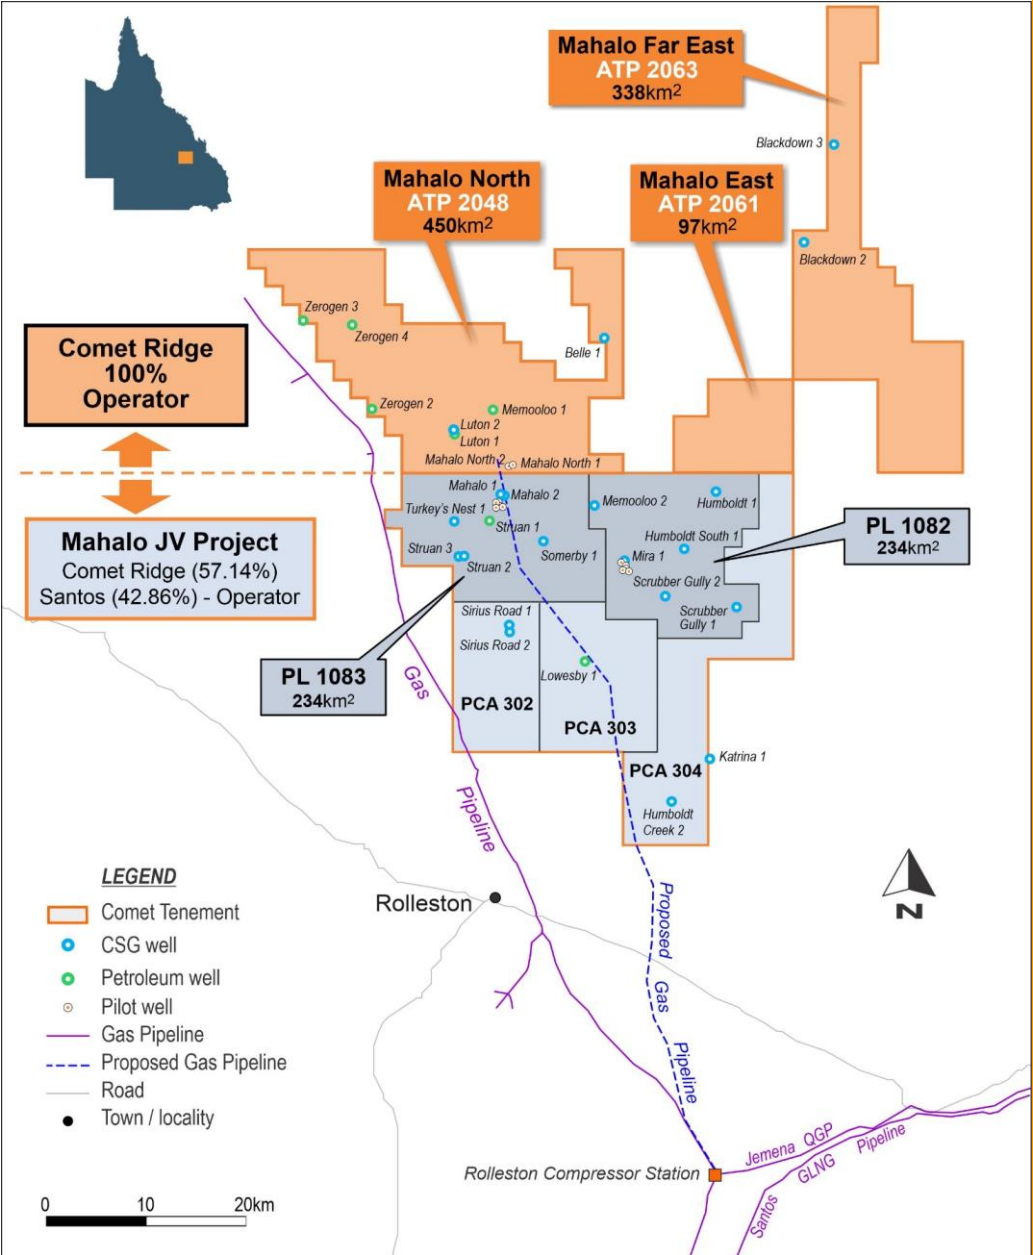 Mahalo Far East
ATP 2063
338km2
Blackdown 3
Mahalo North
ATP 2048
450km2
Mahalo East
ATP 2061
97km2
Blackdown 2
Zerogen 3
Zerogen 4
Belle 1
Comet Ridge
100%
Operator
Zerogen 2
Memooloo 1
Luton 2
Luton 1
Mahalo North 2
Mahalo North 1
Mahalo 1
Mahalo 2
Memooloo 2
Humboldt 1
Turkey's Nest 1
Struan 1
Humboldt South 1
PL 1082
234km2
Mahalo JV Project
Comet Ridge (57.14%)
Santos (42.86%) - Operator
Struan 3
Struan 2
Somerby 1
Mira 1
Scrubber Gully 2
Scrubber
Gully 1
Sirius Road 1
Sirius Road 2
PL 1083
234km2
Gas
Lowesby 1
PCA 302
PCA 303
PCA 304
Katrina 1
Humboldt
Creek 2
Pipeline
LEGEND
Comet Tenement
CSG well
Petroleum well
Pilot well
Gas Pipeline
Proposed Gas Pipeline
Road
Town / locality
Rolleston
N
Proposed
Gas
Pipeline
Rolleston Compressor Station
Jemena QGP
Santos GLNG Pipeline
0 10 20km